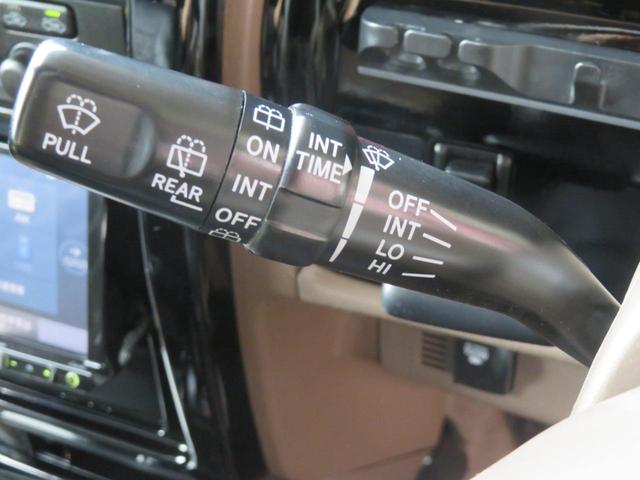 PULL
REAR
ON
INT
OFF
INT
TIME
OFF
INT
LO
HI